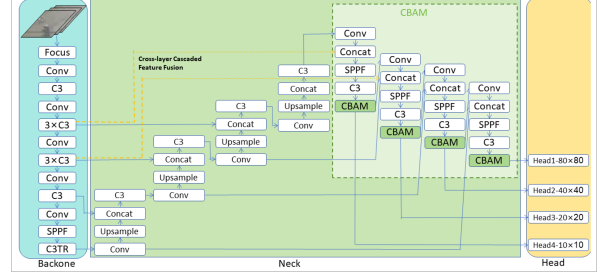 CBAM
Focus
Conv
C3
Conv
3×C3
Conv
3×C3
Conv
C3
Conv
SPPF
C3TR
Backone
Cross-layer Cascaded
Feature Fusion
C3
Concat
Upsample
Conv
C3
Concat
Upsample
Conv
C3
Concat
Upsample
Conv
C3
Concat
Upsample
Conv
Neck
Conv
Concat
SPPF
C3
CBAM
Conv
Concat
SPPF
C3
CBAM
Conv
Concat
SPPF
C3
CBAM
Conv
Concat
SPPF
C3
CBAM
Head1-80×80
Head2-40×40
Head3-20×20
Head4-10×10
Head